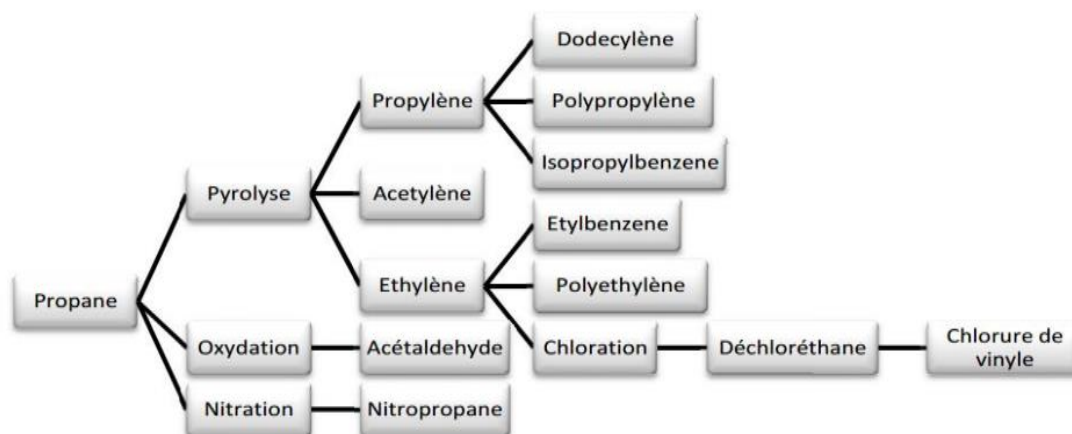 Dodecylène
Propylène
Polypropylène
Isopropylbenzene
Pyrolyse
Acetylène
Etylbenzene
Ethylène
Polyethylène
Propane
Oxydation
Acétaldehyde
Chloration
Déchloréthane
Chlorure de
vinyle
Nitration
Nitropropane